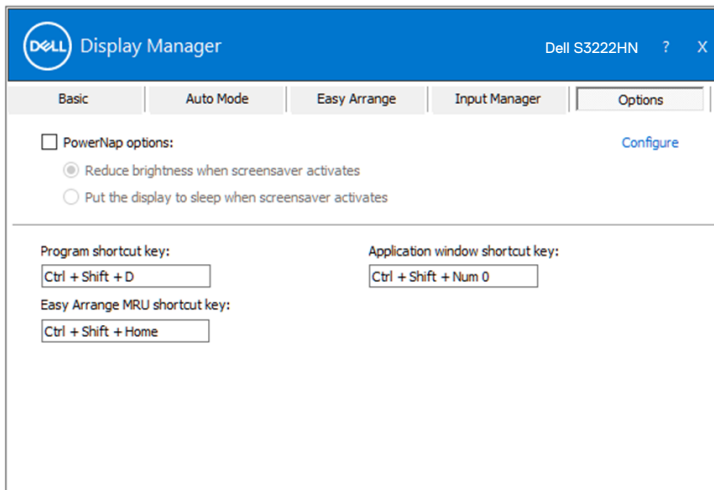 DELL Display Manager Dell S3222HN ? X
Basic Auto Mode Easy Arrange Input Manager Options
PowerNap options: Configure
Reduce brightness when screensaver activates
Put the display to sleep when screensaver activates
Program shortcut key: Application window shortcut key:
Ctrl + Shift + D Ctrl + Shift + Num 0
Easy Arrange MRU shortcut key:
Ctrl + Shift + Home